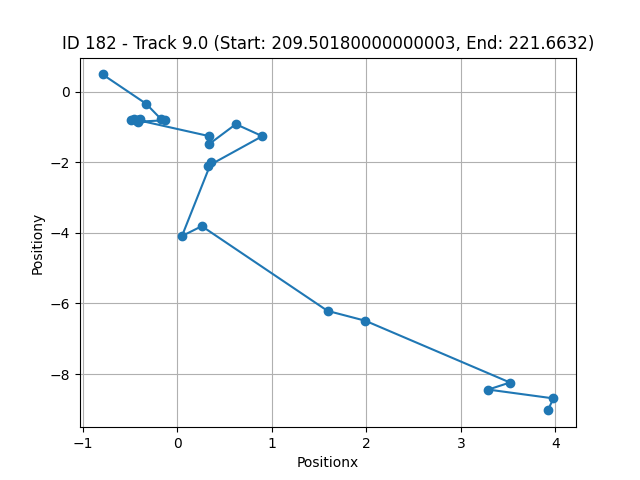 ID 182 - Track 9.0 (Start: 209.50180000000003, End: 221.6632)
0
−2
−4
−6
−8
Positiony
−1 0 1 2 3 4
Positionx